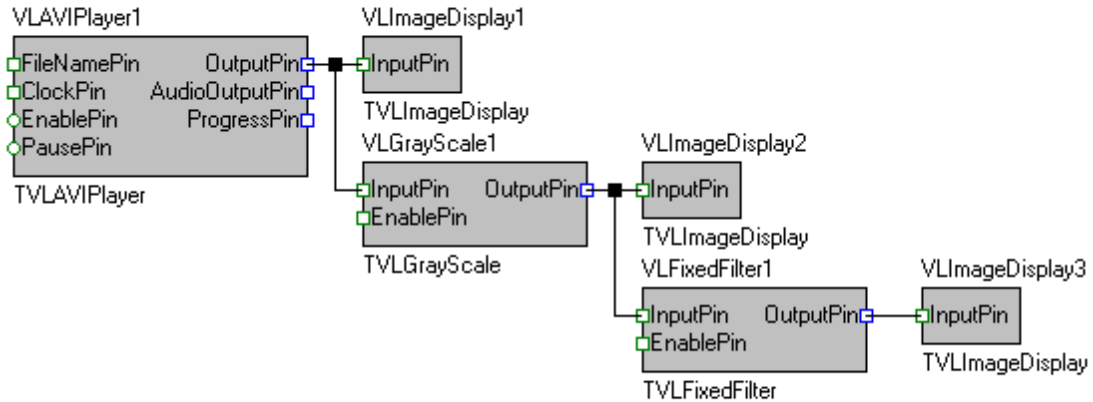 VLAVIPlayer1
FileNamePin OutputPin
ClockPin AudioOutputPin
EnablePin ProgressPin
PausePin
TVLAVIPlayer
VLImageDisplay1
InputPin
TVLImageDisplay
VLGrayScale1
InputPin OutputPin
EnablePin
TVLGrayScale
VLImageDisplay2
InputPin
TVLImageDisplay
VLFixedFilter1
InputPin OutputPin
EnablePin
TVLFixedFilter
VLImageDisplay3
InputPin
TVLImageDisplay